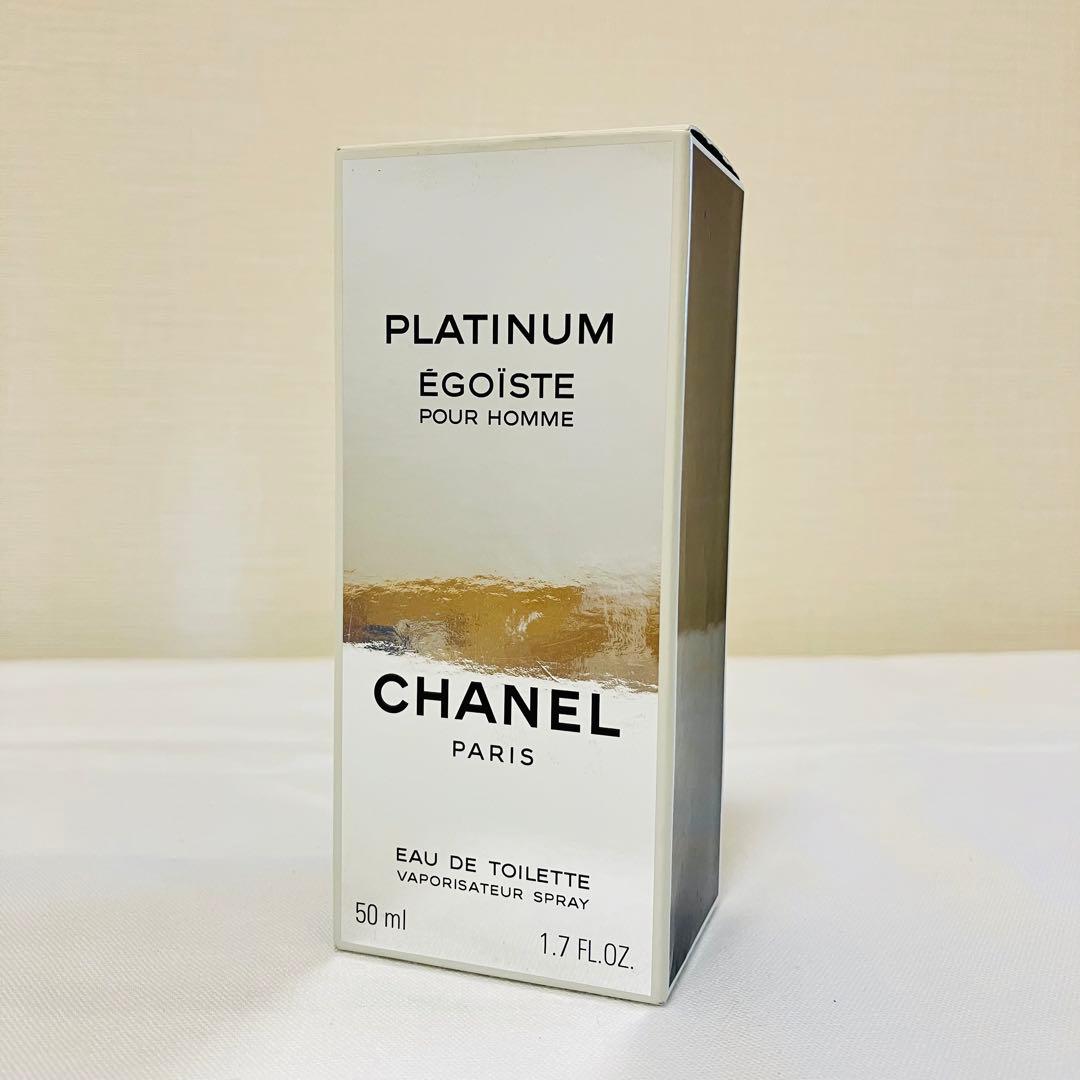 PLATINUM
ÉGOÏSTE
POUR HOMME
CHANEL
PARIS
EAU DE TOILETTE
VAPORISATEUR SPRAY
50 ml
1.7 FL.OZ.